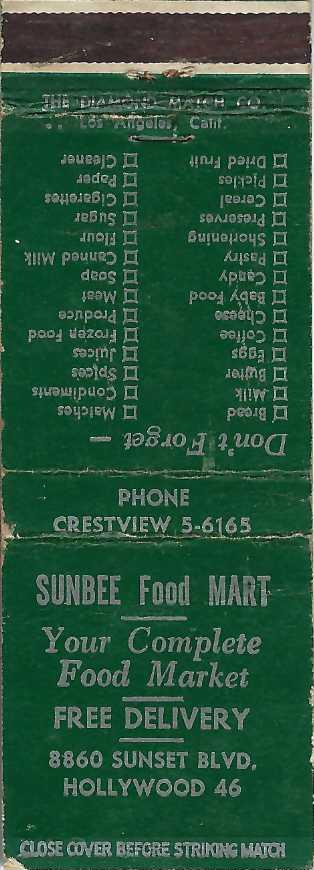 THE DIAMOND MATCH CO.
Los Angeles, Calif.
Don't Forget —
☐ Bread
☐ Milk
☐ Butter
☐ Eggs
☐ Coffee
☐ Cheese
☐ Baby Food
☐ Candy
☐ Pastry
☐ Shortening
☐ Preserves
☐ Cereal
☐ Pickles
☐ Dried Fruit
☐ Matches
☐ Condiments
☐ Spices
☐ Juices
☐ Frozen Food
☐ Produce
☐ Meat
☐ Soap
☐ Canned Milk
☐ Flour
☐ Sugar
☐ Cigarettes
☐ Paper
☐ Cleaner
PHONE
CRESTVIEW 5-6165
SUNBEE Food MART
Your Complete
Food Market
FREE DELIVERY
8860 SUNSET BLVD.
HOLLYWOOD 46
CLOSE COVER BEFORE STRIKING MATCH